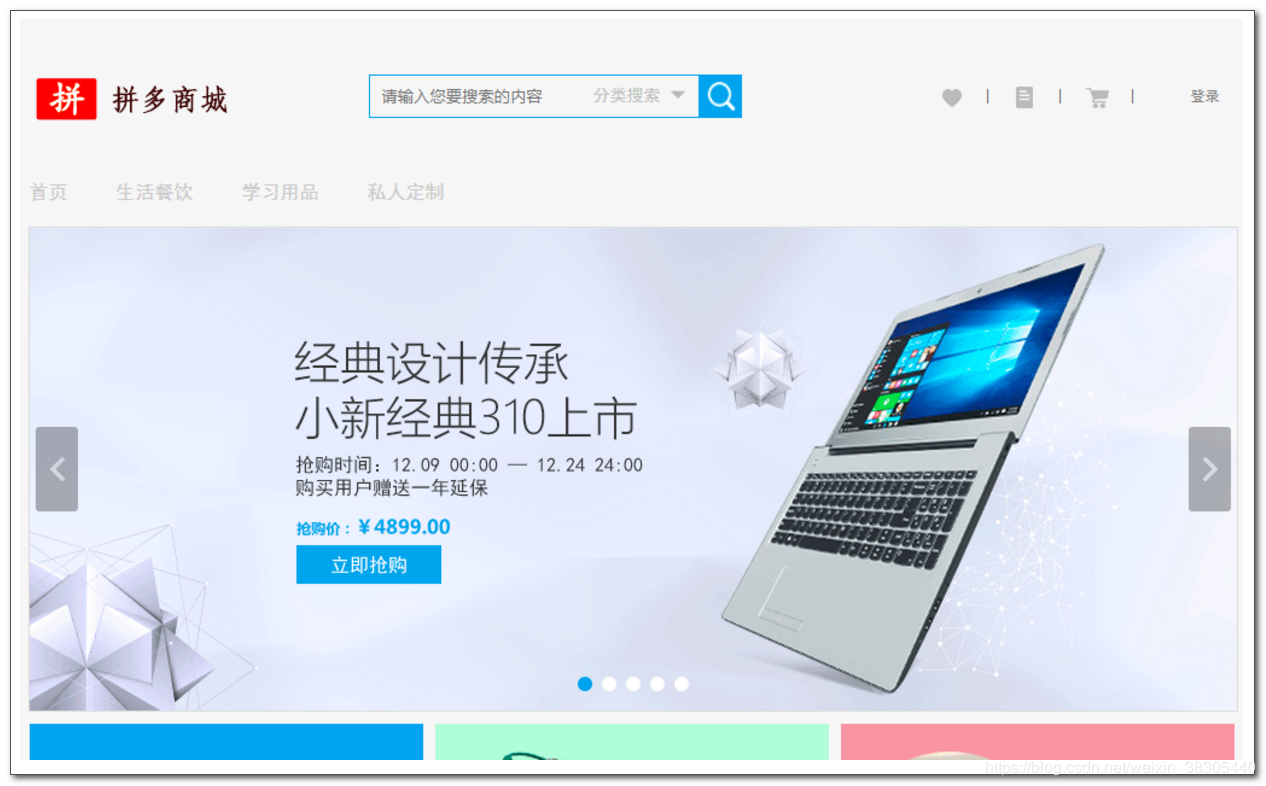 拼 拼多商城
请输入您要搜索的内容 分类搜索
| | | 登录
首页 生活餐饮 学习用品 私人定制
经典设计传承
小新经典310上市
抢购时间：12.09 00:00 — 12.24 24:00
购买用户赠送一年延保
抢购价：￥4899.00
立即抢购
https://blog.csdn.net/weixin_38305440